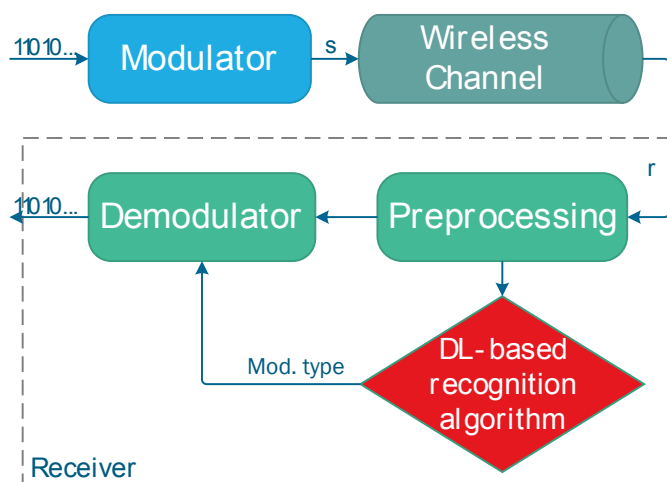 11010...
Modulator
s
Wireless
Channel
r
11010...
Demodulator
Preprocessing
DL-based
recognition
algorithm
Mod. type
Receiver